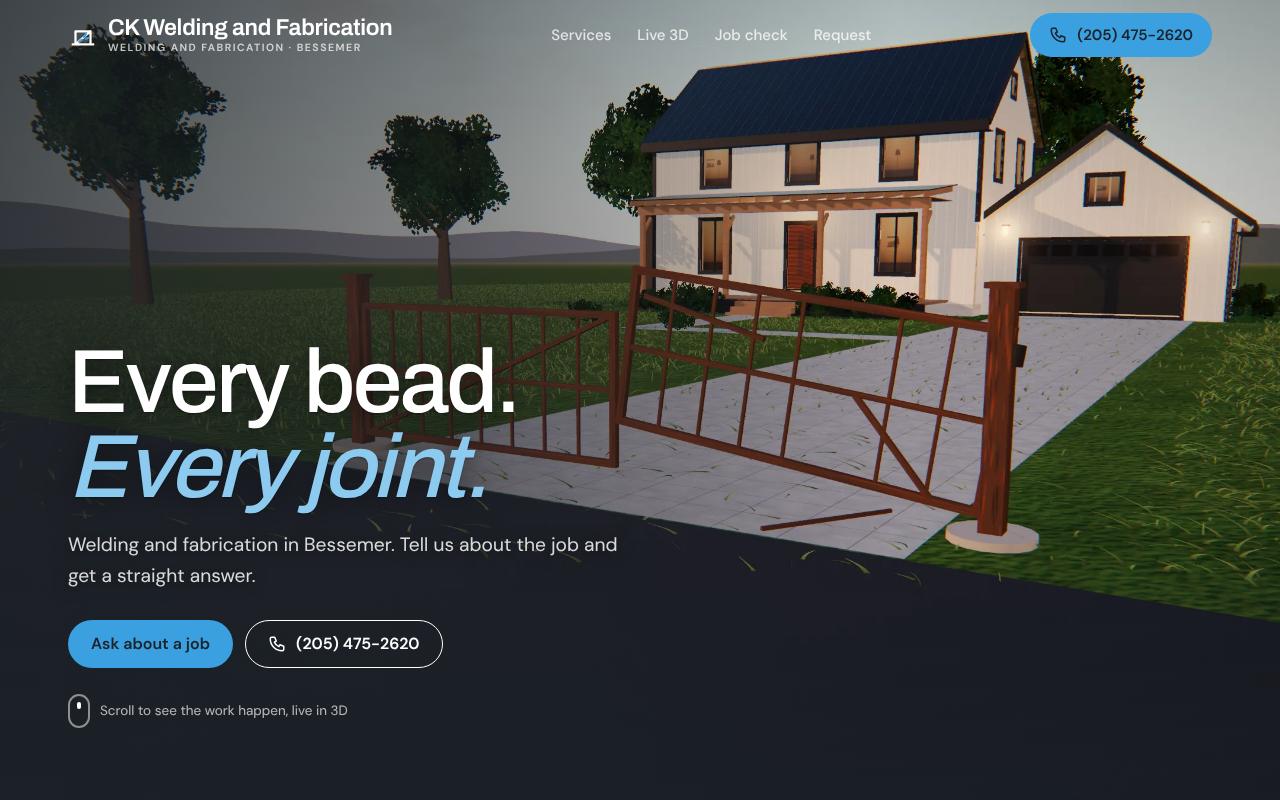 CK Welding and Fabrication
WELDING AND FABRICATION · BESSEMER
Services
Live 3D
Job check
Request
(205) 475-2620
Every bead.
Every joint.
Welding and fabrication in Bessemer. Tell us about the job and
get a straight answer.
Ask about a job
(205) 475-2620
Scroll to see the work happen, live in 3D